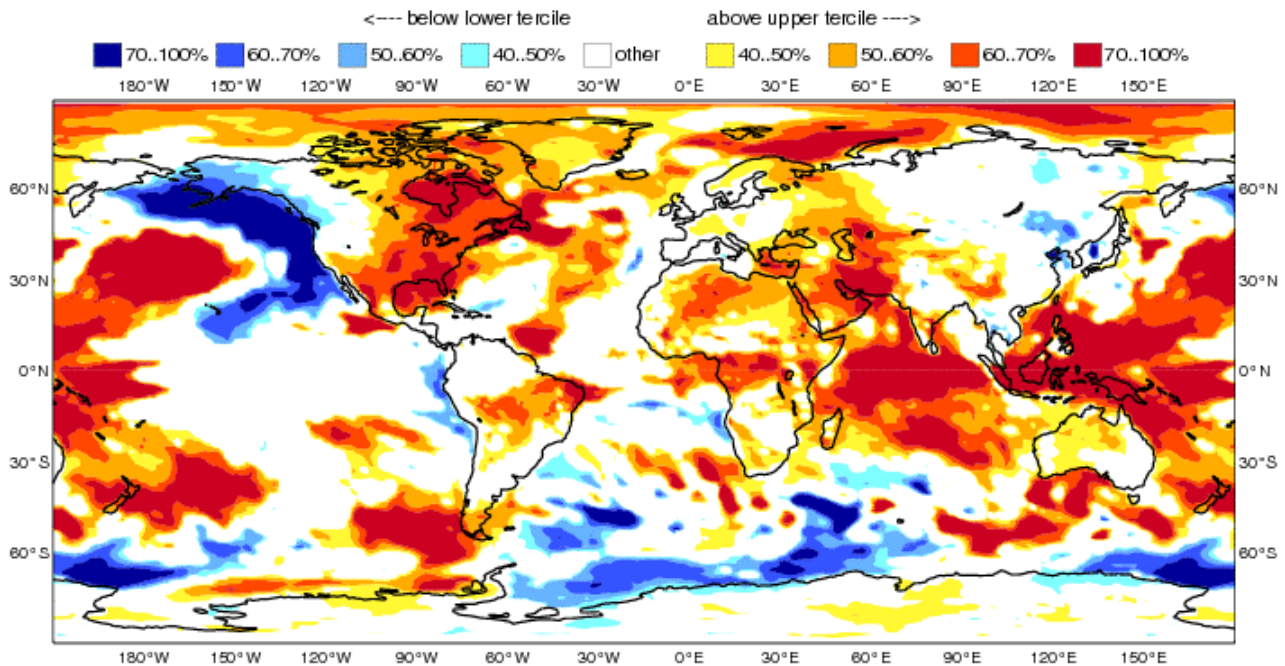 <---- below lower tercile above upper tercile ---->
70..100% 60..70% 50..60% 40..50% other 40..50% 50..60% 60..70% 70..100%
180°W 150°W 120°W 90°W 60°W 30°W 0°E 30°E 60°E 90°E 120°E 150°E
60°N 60°N
30°N 30°N
0°N 0°N
30°S 30°S
60°S 60°S
180°W 150°W 120°W 90°W 60°W 30°W 0°E 30°E 60°E 90°E 120°E 150°E